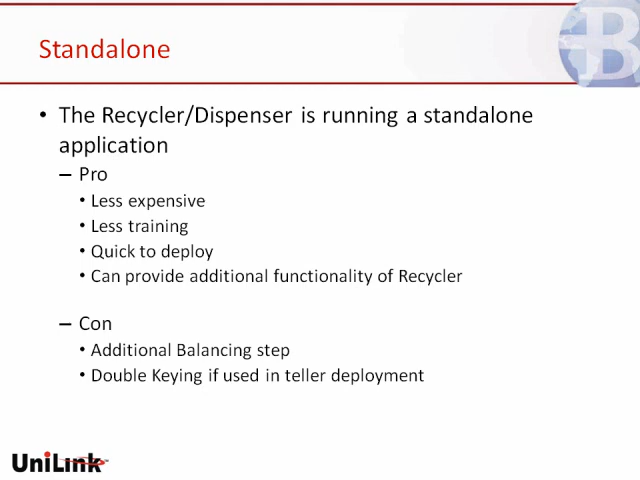 Standalone
B
• The Recycler/Dispenser is running a standalone
application
– Pro
• Less expensive
• Less training
• Quick to deploy
• Can provide additional functionality of Recycler
– Con
• Additional Balancing step
• Double Keying if used in teller deployment
UniLink